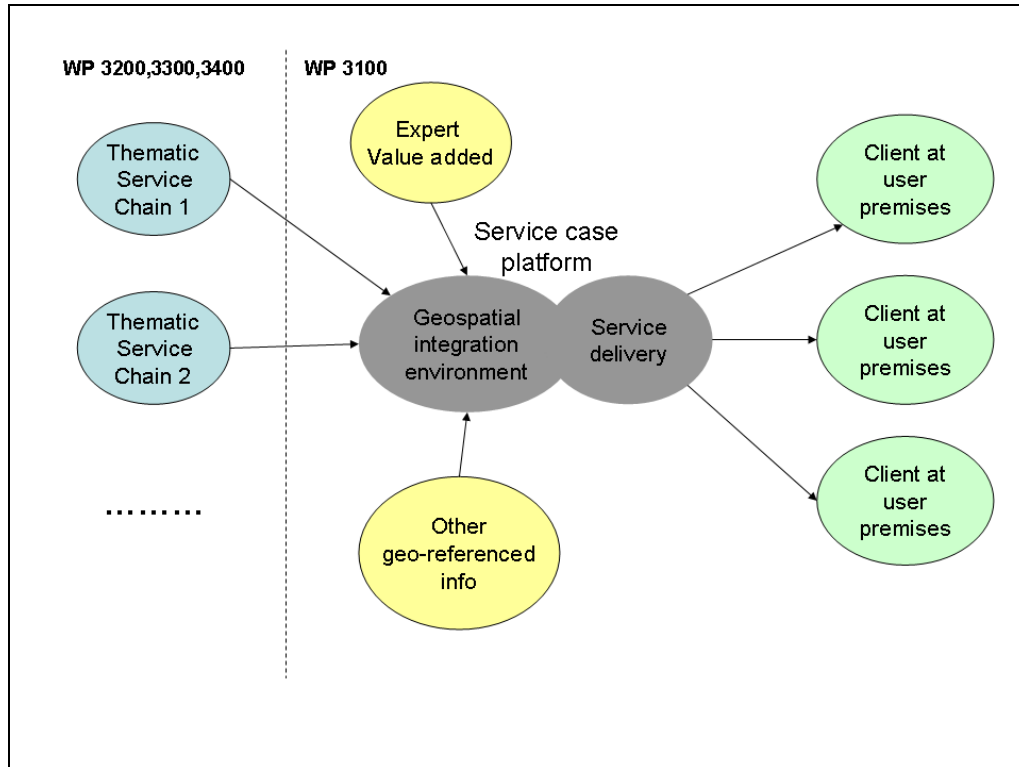 WP 3200,3300,3400
WP 3100
Thematic
Service
Chain 1
Thematic
Service
Chain 2
.........
Expert
Value added
Service case
platform
Geospatial
integration
environment
Service
delivery
Other
geo-referenced
info
Client at
user
premises
Client at
user
premises
Client at
user
premises